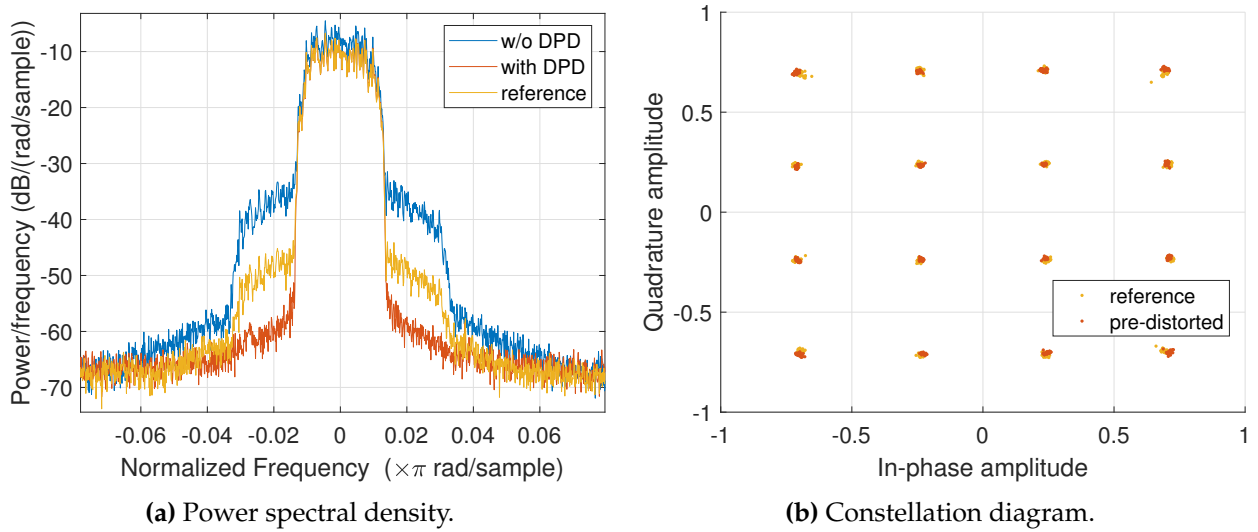 -10
-20
-30
-40
-50
-60
-70
Power/frequency (dB/(rad/sample))
w/o DPD
with DPD
reference
-0.06 -0.04 -0.02 0 0.02 0.04 0.06
Normalized Frequency (×π rad/sample)
(a) Power spectral density.
1
0.5
0
-0.5
-1
Quadrature amplitude
reference
pre-distorted
-1 -0.5 0 0.5 1
In-phase amplitude
(b) Constellation diagram.